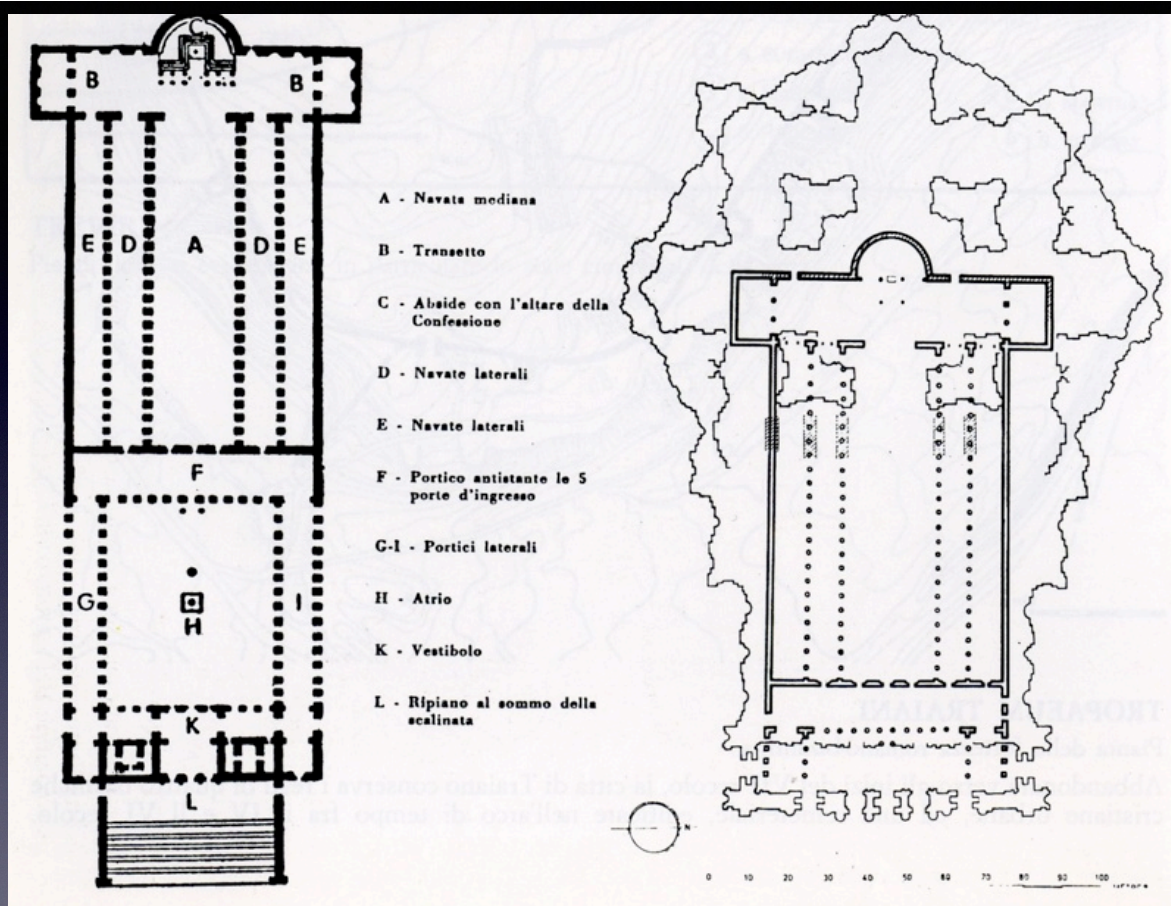 C
B
B
E
D
A
D
E
F
G
H
I
K
L
A - Navata mediana
B - Transetto
C - Abside con l'altare della
Confessione
D - Navate laterali
E - Navate laterali
F - Portico antistante le 5
porte d'ingresso
G-I - Portici laterali
H - Atrio
K - Vestibolo
L - Ripiano al sommo della
scalinata
N
0 10 20 30 40 50 60 70 80 90 100
TROPAEUM TRAIANI